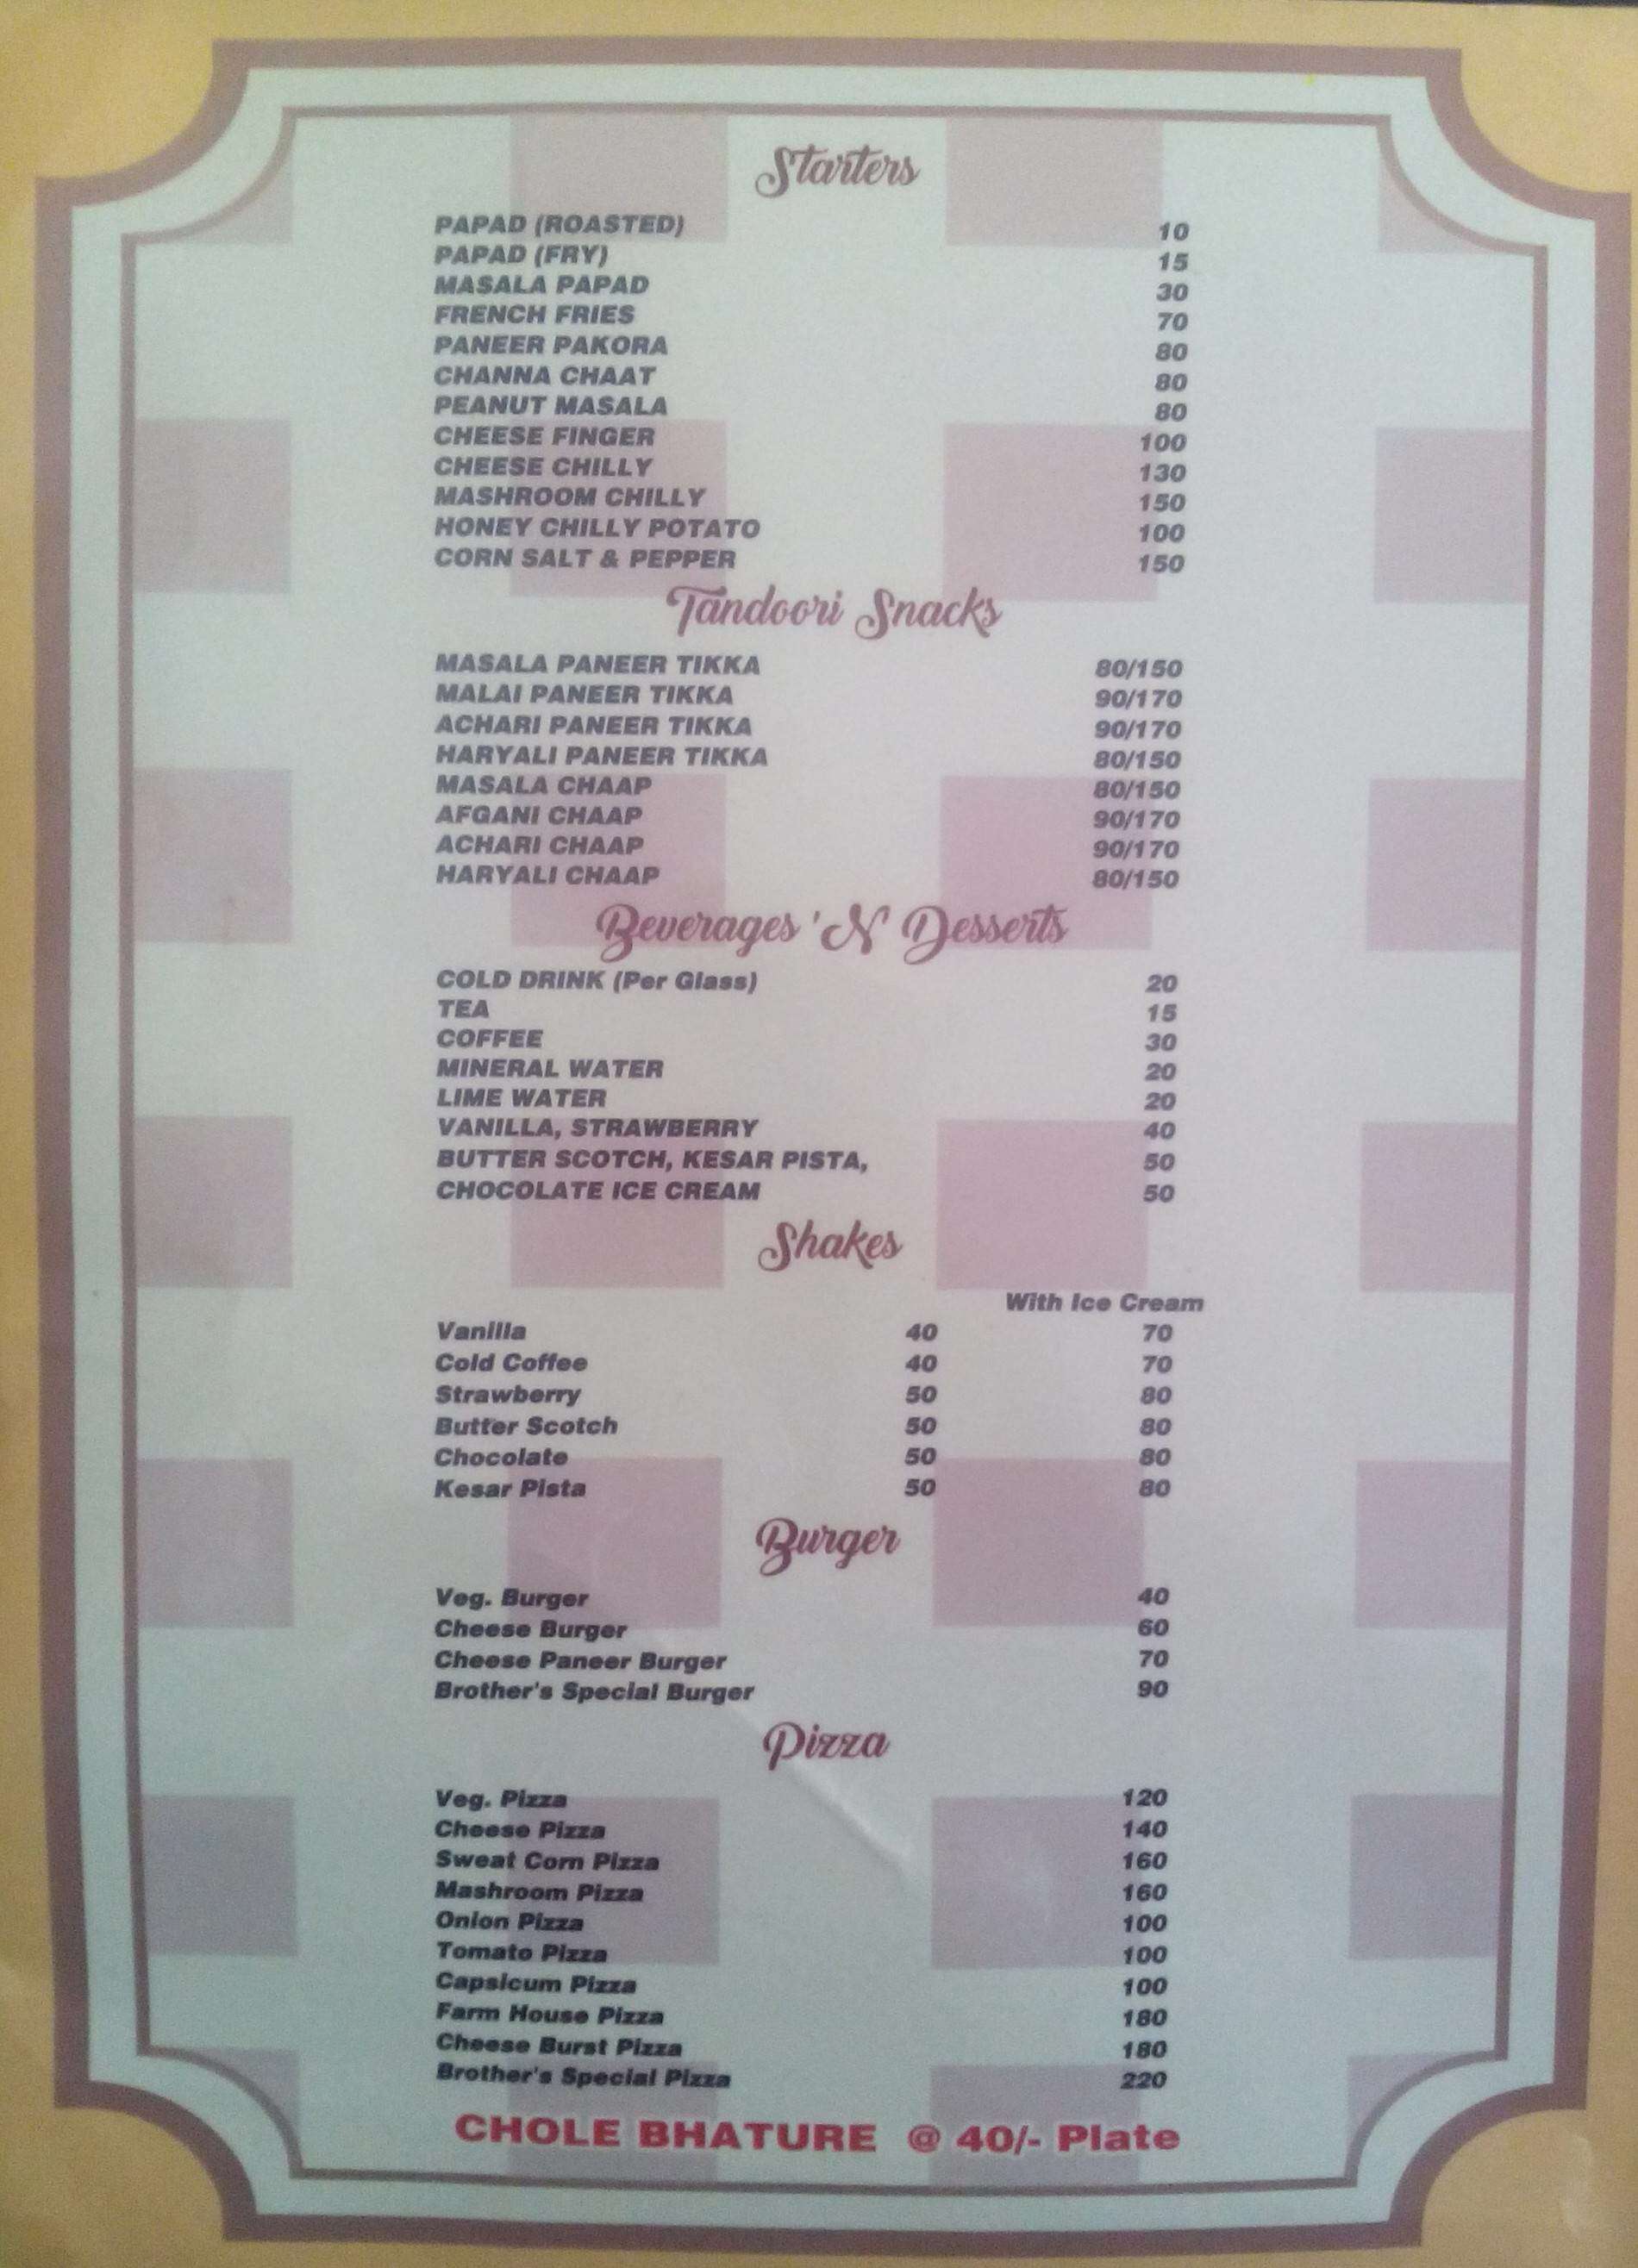 Starters
PAPAD (ROASTED) 10
PAPAD (FRY) 15
MASALA PAPAD 30
FRENCH FRIES 70
PANEER PAKORA 80
CHANNA CHAAT 80
PEANUT MASALA 80
CHEESE FINGER 100
CHEESE CHILLY 130
MASHROOM CHILLY 150
HONEY CHILLY POTATO 100
CORN SALT & PEPPER 150
Tandoori Snacks
MASALA PANEER TIKKA 80/150
MALAI PANEER TIKKA 90/170
ACHARI PANEER TIKKA 90/170
HARYALI PANEER TIKKA 80/150
MASALA CHAAP 80/150
AFGANI CHAAP 90/170
ACHARI CHAAP 90/170
HARYALI CHAAP 80/150
Beverages 'N' Desserts
COLD DRINK (Per Glass) 20
TEA 15
COFFEE 30
MINERAL WATER 20
LIME WATER 20
VANILLA, STRAWBERRY 40
BUTTER SCOTCH, KESAR PISTA, 50
CHOCOLATE ICE CREAM 50
Shakes
With Ice Cream
Vanilla 40 70
Cold Coffee 40 70
Strawberry 50 80
Butter Scotch 50 80
Chocolate 50 80
Kesar Pista 50 80
Burger
Veg. Burger 40
Cheese Burger 60
Cheese Paneer Burger 70
Brother's Special Burger 90
Pizza
Veg. Pizza 120
Cheese Pizza 140
Sweat Corn Pizza 160
Mashroom Pizza 160
Onion Pizza 100
Tomato Pizza 100
Capsicum Pizza 100
Farm House Pizza 180
Cheese Burst Pizza 180
Brother's Special Pizza 220
CHOLE BHATURE @ 40/- Plate